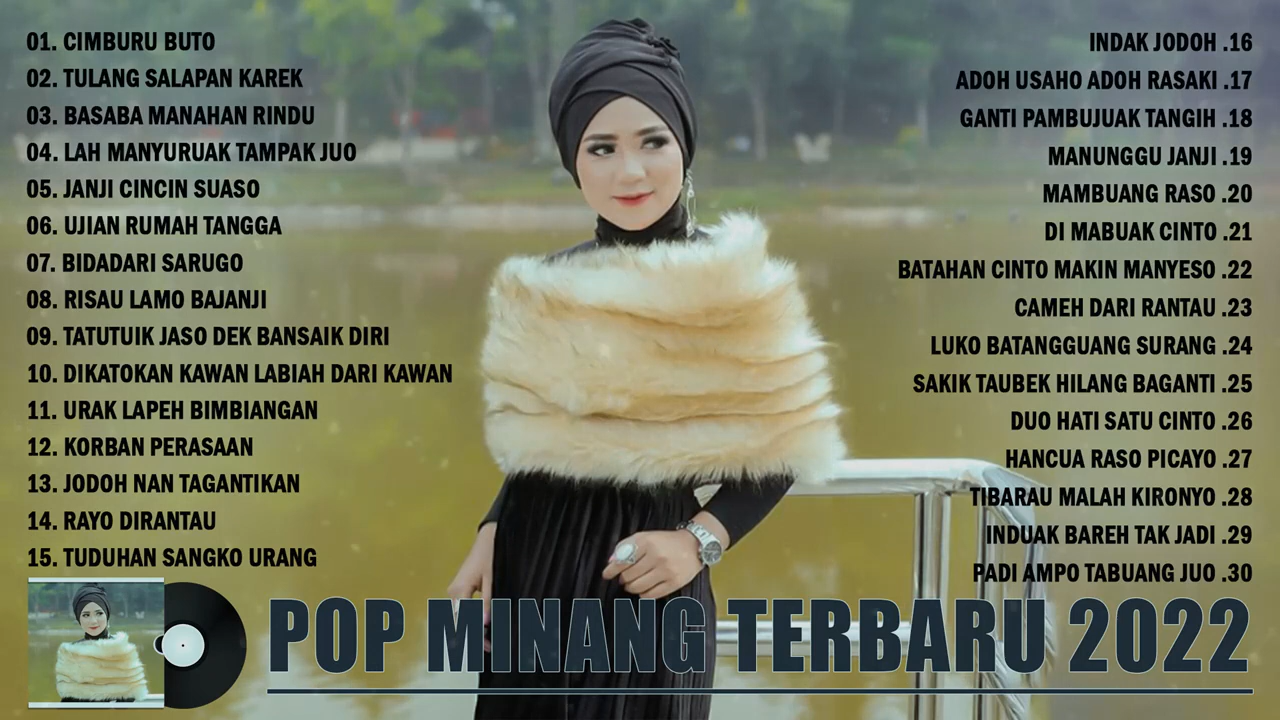 01. CIMBURU BUTO
02. TULANG SALAPAN KAREK
03. BASABA MANAHAN RINDU
04. LAH MANYURUAK TAMPAK JUO
05. JANJI CINCIN SUASO
06. UJIAN RUMAH TANGGA
07. BIDADARI SARUGO
08. RISAU LAMO BAJANJI
09. TATUTUIK JASO DEK BANSAIK DIRI
10. DIKATOKAN KAWAN LABIAH DARI KAWAN
11. URAK LAPEH BIMBIANGAN
12. KORBAN PERASAAN
13. JODOH NAN TAGANTIKAN
14. RAYO DIRANTAU
15. TUDUHAN SANGKO URANG
INDAK JODOH .16
ADOH USAHO ADOH RASAKI .17
GANTI PAMBUJUAK TANGIH .18
MANUNGGU JANJI .19
MAMBUANG RASO .20
DI MABUAK CINTO .21
BATAHAN CINTO MAKIN MANYESO .22
CAMEH DARI RANTAU .23
LUKO BATANGGUANG SURANG .24
SAKIK TAUBEK HILANG BAGANTI .25
DUO HATI SATU CINTO .26
HANCUA RASO PICAYO .27
TIBARAU MALAH KIRONYO .28
INDUAK BAREH TAK JADI .29
PADI AMPO TABUANG JUO .30
POP MINANG TERBARU 2022